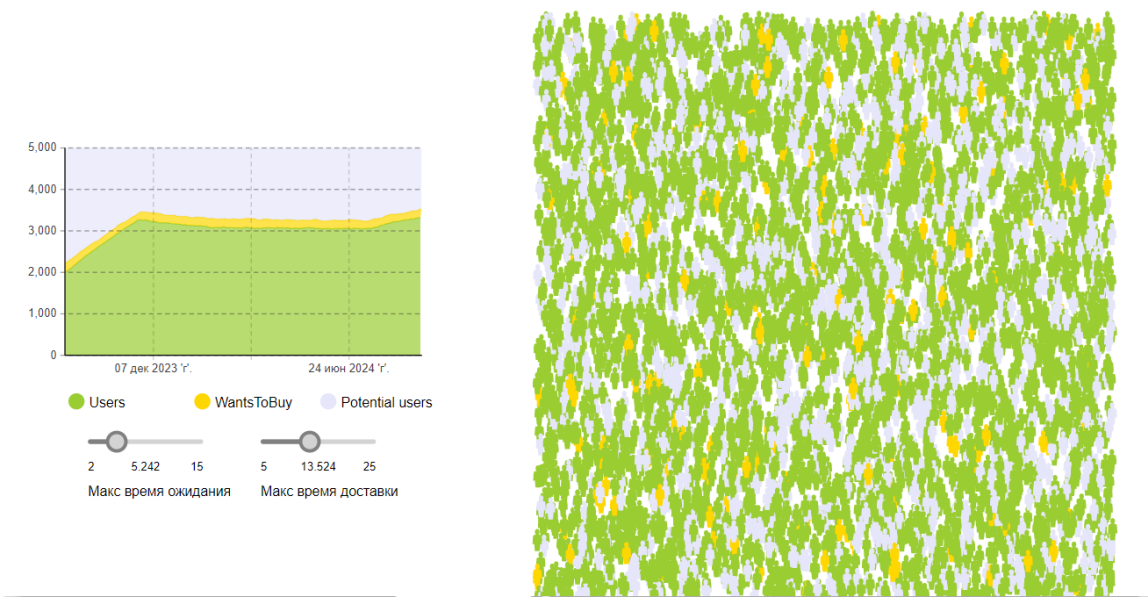 5,000
4,000
3,000
2,000
1,000
0
07 дек 2023 'г'.
24 июн 2024 'г'.
Users
WantsToBuy
Potential users
2 5.242 15
5 13.524 25
Макс время ожидания
Макс время доставки